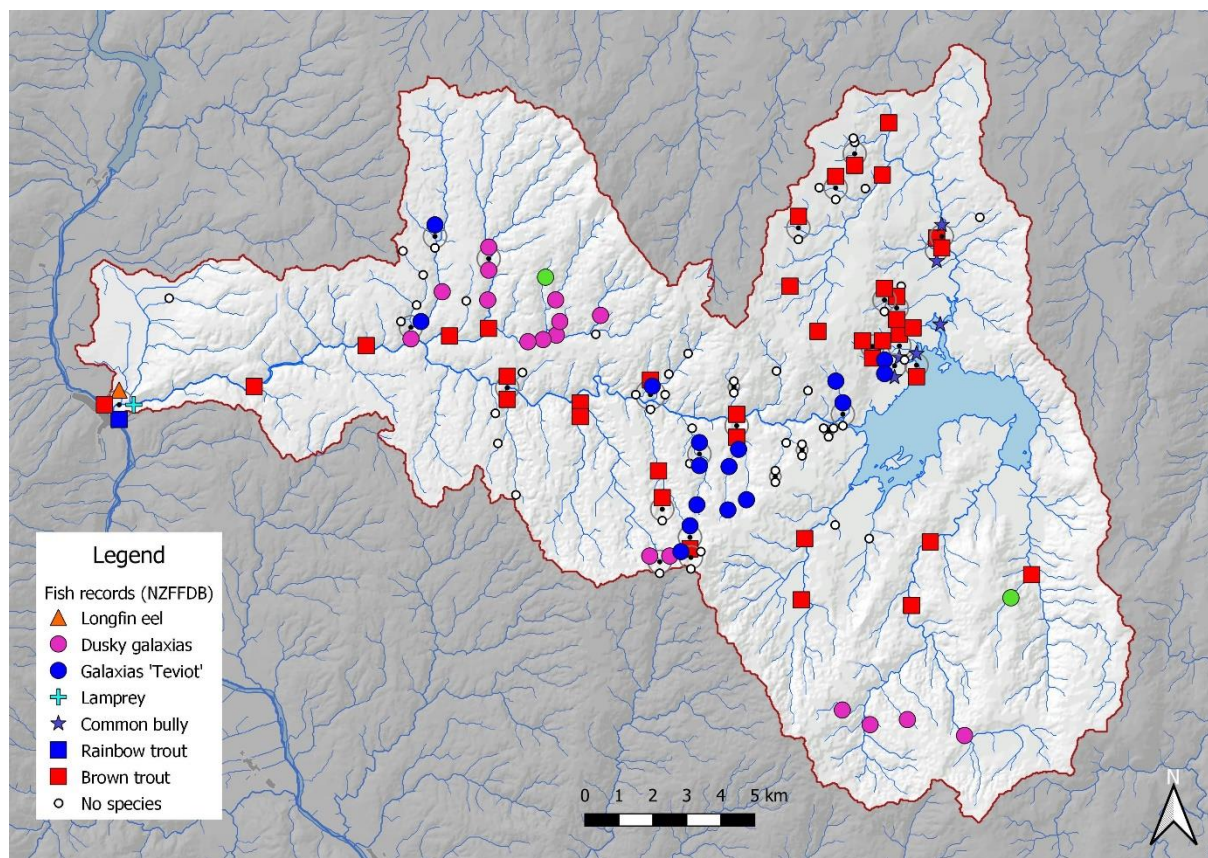 Legend
Fish records (NZFFDB)
Longfin eel
Dusky galaxias
Galaxias 'Teviot'
Lamprey
Common bully
Rainbow trout
Brown trout
No species
0 1 2 3 4 5 km
N